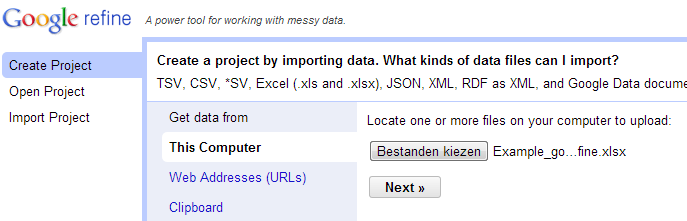 Google refine A power tool for working with messy data.
Create Project
Open Project
Import Project
Create a project by importing data. What kinds of data files can I import?
TSV, CSV, *SV, Excel (.xls and .xlsx), JSON, XML, RDF as XML, and Google Data docume
Get data from
This Computer
Web Addresses (URLs)
Clipboard
Locate one or more files on your computer to upload:
Bestanden kiezen Example_go...fine.xlsx
Next »